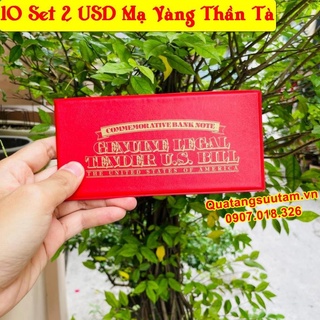 10 Set 2 USD Mạ Vàng Thần Tà
COMMEMORATIVE BANK NOTE
GENUINE LEGAL
TENDER U.S. BILL
THE UNITED STATES OF AMERICA
Quatangsuutam.vn
0907.018.326